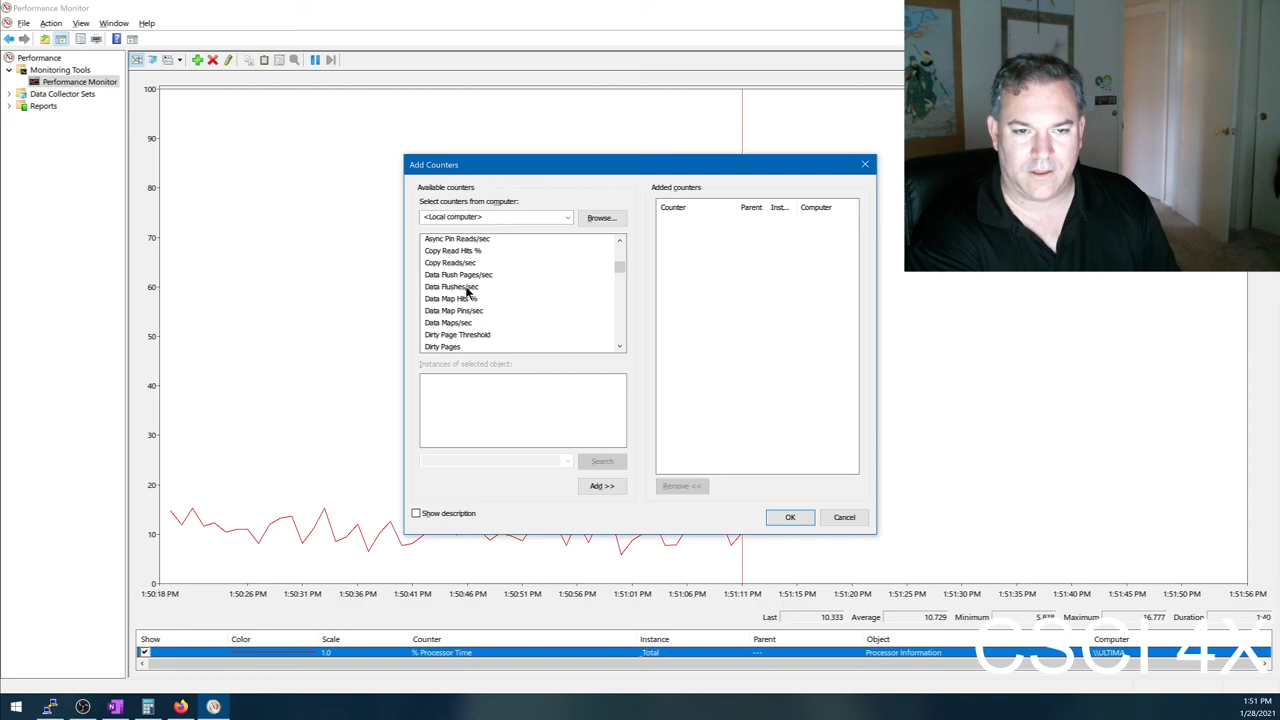 Performance Monitor
File Action View Window Help
Performance
Monitoring Tools
Performance Monitor
Data Collector Sets
Reports
100
90
80
70
60
50
40
30
20
10
0
Add Counters
Available counters
Select counters from computer:
<Local computer>
Browse...
Async Pin Reads/sec
Copy Read Hits %
Copy Reads/sec
Data Flush Pages/sec
Data Flushes/sec
Data Map Hits %
Data Map Pins/sec
Data Maps/sec
Dirty Page Threshold
Dirty Pages
Instances of selected object:
Search
Add >>
Show description
Added counters
Counter Parent Inst... Computer
Remove <<
OK Cancel
1:50:18 PM 1:50:26 PM 1:50:31 PM 1:50:36 PM 1:50:41 PM 1:50:46 PM 1:50:51 PM 1:50:56 PM 1:51:01 PM 1:51:06 PM 1:51:11 PM 1:51:15 PM 1:51:20 PM 1:51:25 PM 1:51:30 PM 1:51:35 PM 1:51:40 PM 1:51:45 PM 1:51:50 PM 1:51:56 PM
Last 10.333 Average 10.729 Minimum 5.838 Maximum 16.777 Duration 1:40
Show Color Scale Counter Instance Parent Object Computer
1.0 % Processor Time _Total --- Processor Information \\ULTIMA
CSCI 4X
1:51 PM
1/28/2021